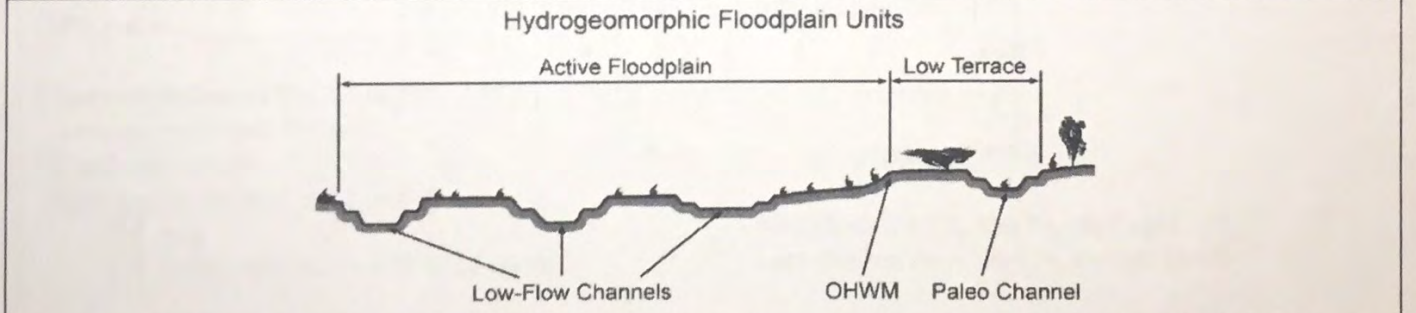 Hydrogeomorphic Floodplain Units
Active Floodplain
Low Terrace
Low-Flow Channels
OHWM
Paleo Channel